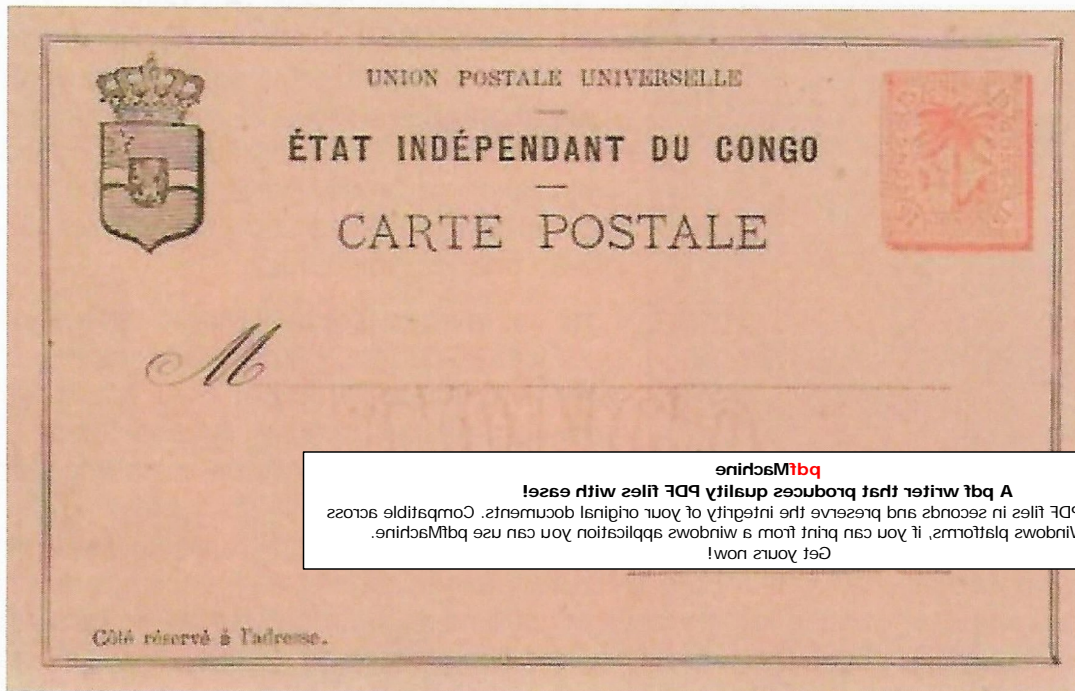 UNION POSTALE UNIVERSELLE
ÉTAT INDÉPENDANT DU CONGO
CARTE POSTALE
M
pdfMachine
A pdf writer that produces quality PDF files with ease!
PDF files in seconds and preserve the integrity of your original documents. Compatible across
Windows platforms, if you can print from a windows application you can use pdfMachine.
Get yours now!
Côté réservé à l'adresse.